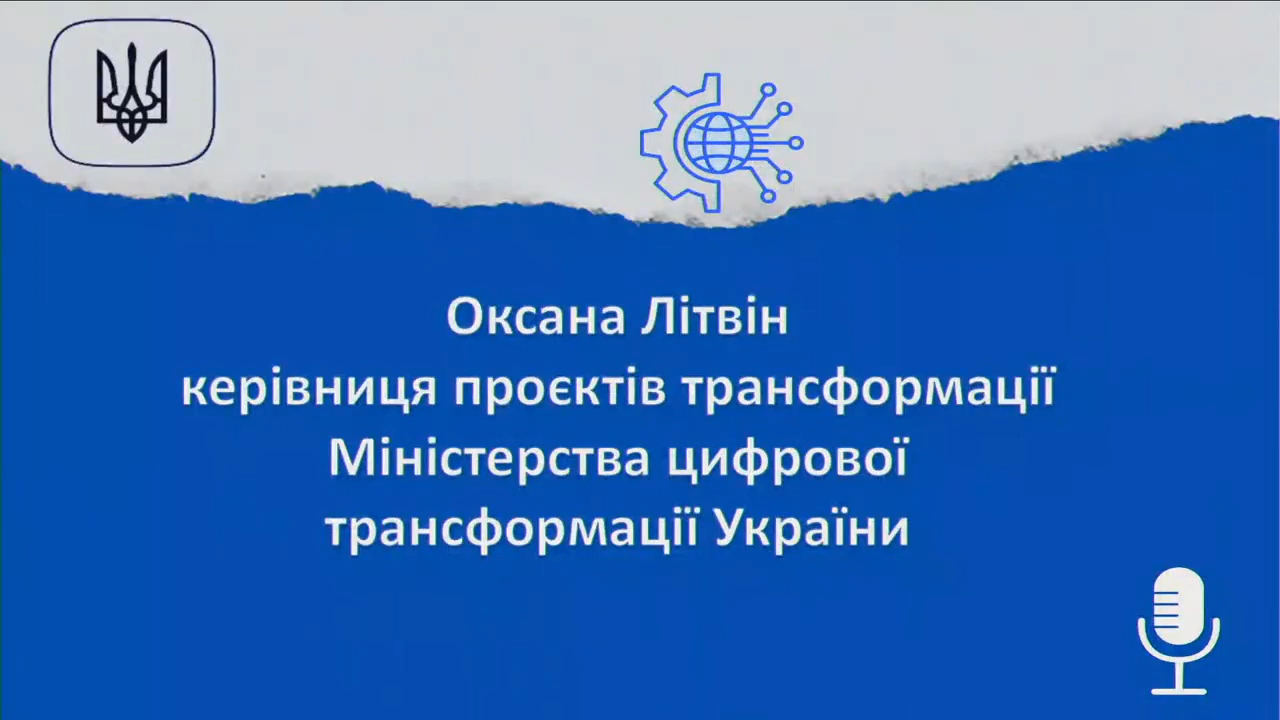 Оксана Літвін
керівниця проєктів трансформації
Міністерства цифрової
трансформації України